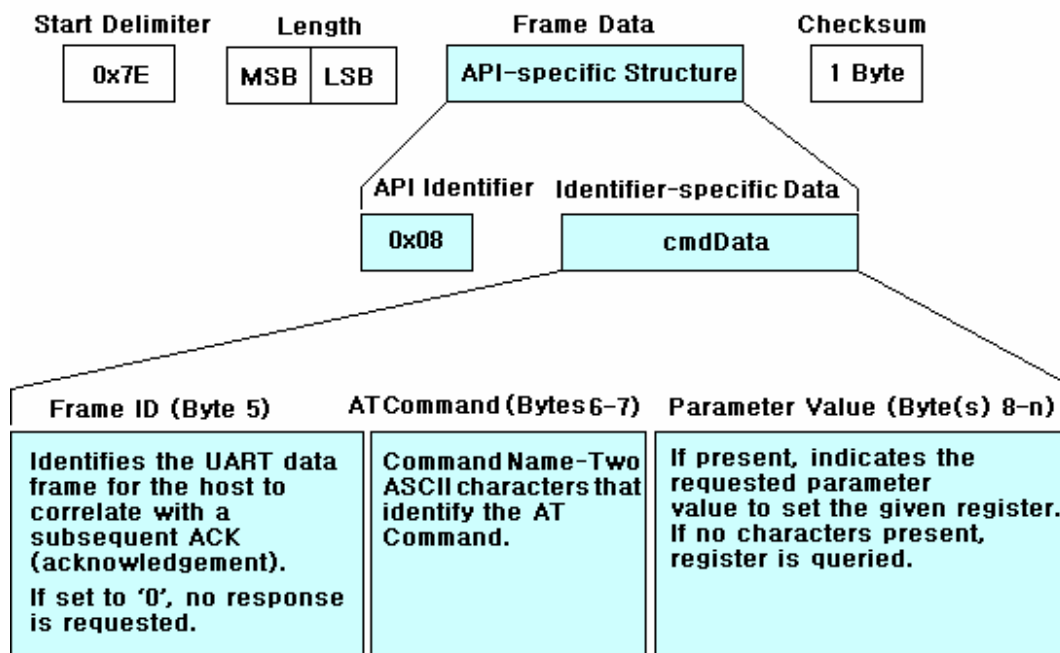 Start Delimiter Length Frame Data Checksum
0x7E MSB LSB API-specific Structure 1 Byte
API Identifier Identifier-specific Data
0x08 cmdData
Frame ID (Byte 5)
Identifies the UART data
frame for the host to
correlate with a
subsequent ACK
(acknowledgement).
If set to ‘0’, no response
is requested.
AT Command (Bytes 6-7)
Command Name-Two
ASCII characters that
identify the AT
Command.
Parameter Value (Byte(s) 8-n)
If present, indicates the
requested parameter
value to set the given register.
If no characters present,
register is queried.